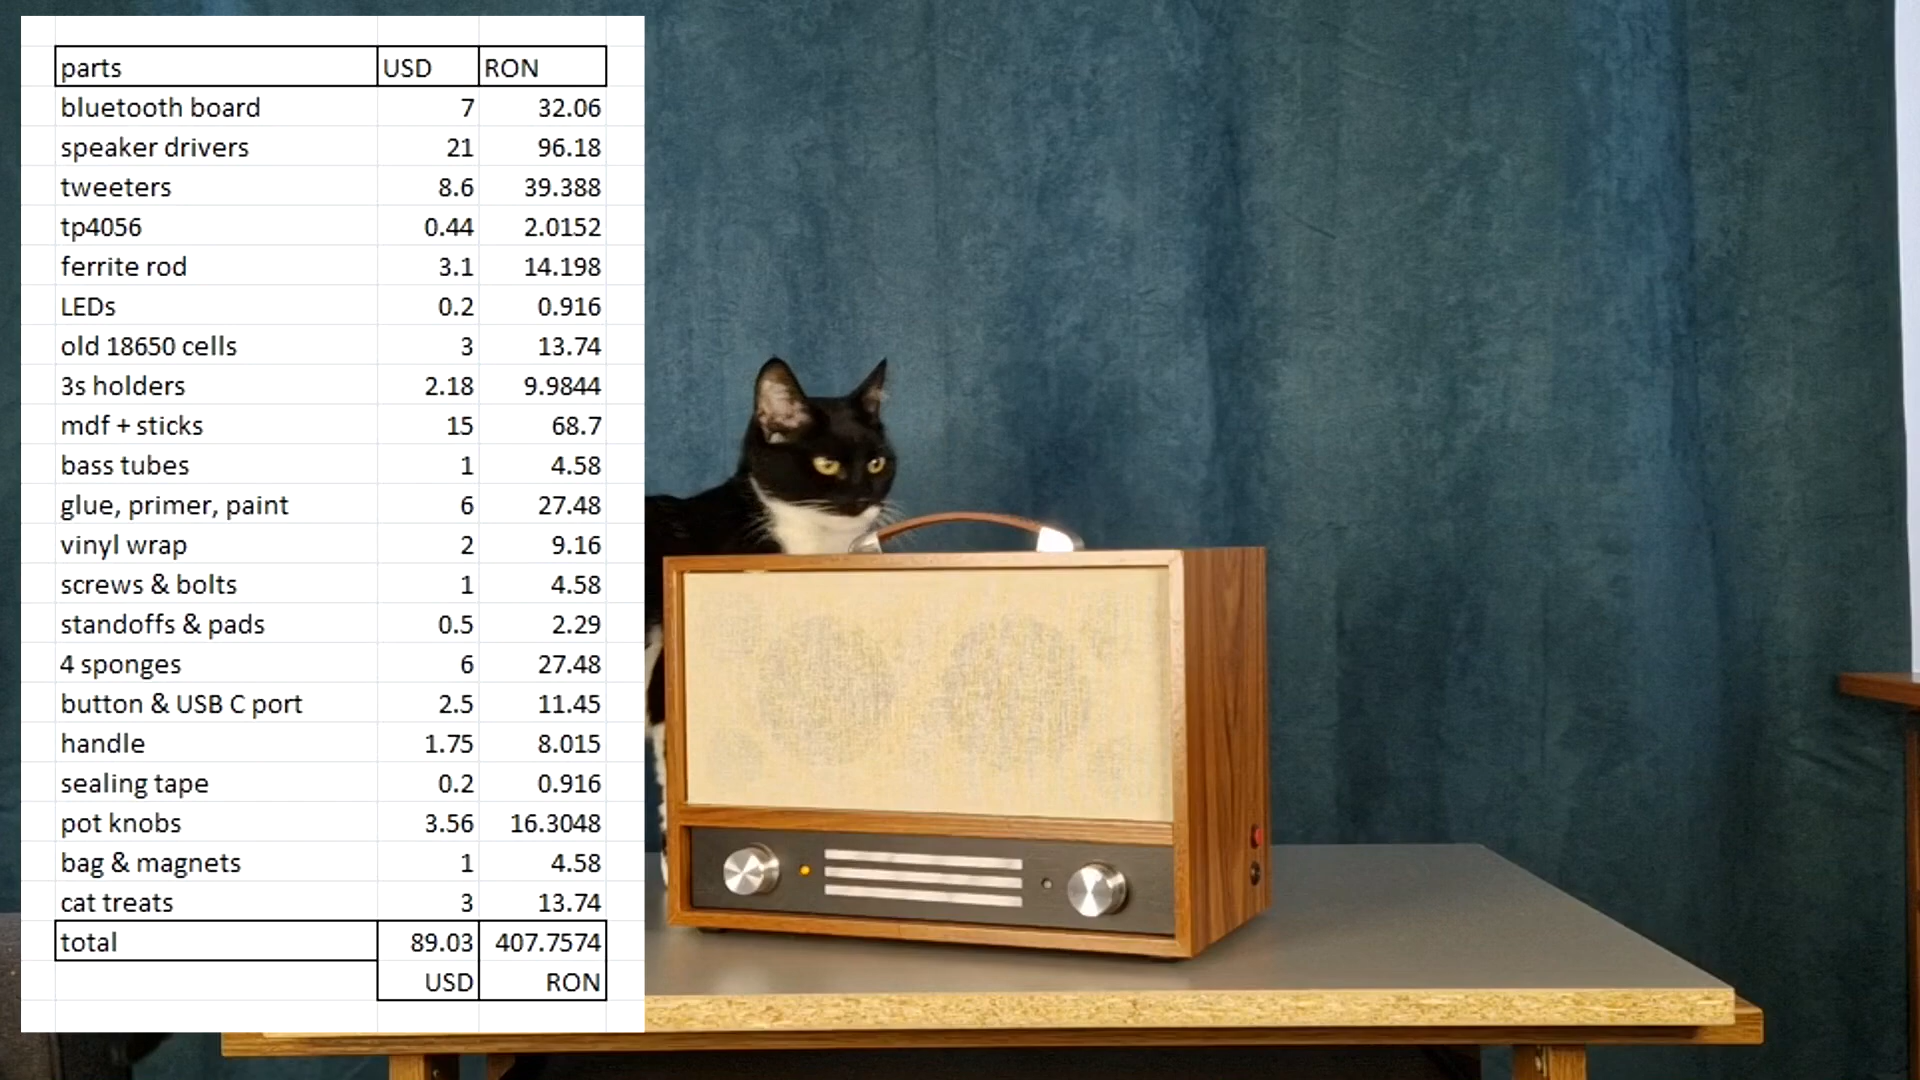 parts USD RON
bluetooth board 7 32.06
speaker drivers 21 96.18
tweeters 8.6 39.388
tp4056 0.44 2.0152
ferrite rod 3.1 14.198
LEDs 0.2 0.916
old 18650 cells 3 13.74
3s holders 2.18 9.9844
mdf + sticks 15 68.7
bass tubes 1 4.58
glue, primer, paint 6 27.48
vinyl wrap 2 9.16
screws & bolts 1 4.58
standoffs & pads 0.5 2.29
4 sponges 6 27.48
button & USB C port 2.5 11.45
handle 1.75 8.015
sealing tape 0.2 0.916
pot knobs 3.56 16.3048
bag & magnets 1 4.58
cat treats 3 13.74
total 89.03 407.7574
USD RON